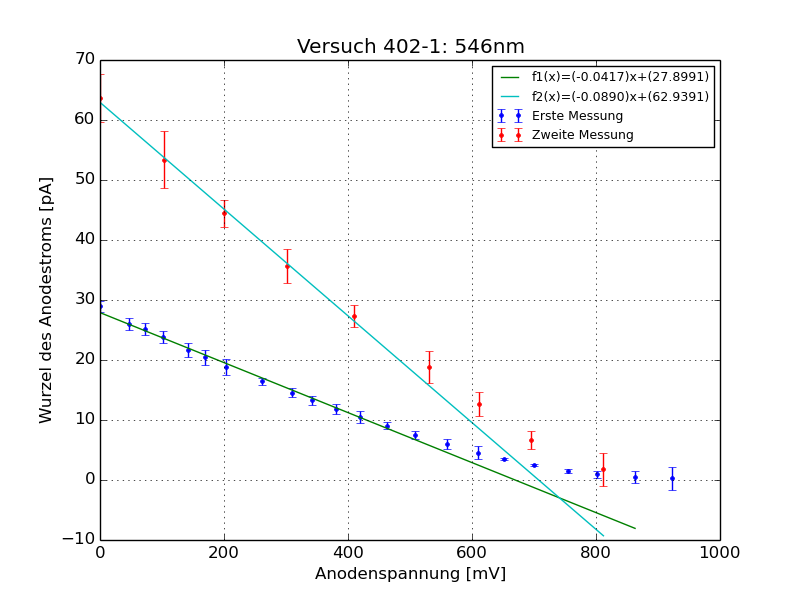 Versuch 402-1: 546nm
f1(x)=(-0.0417)x+(27.8991)
f2(x)=(-0.0890)x+(62.9391)
Erste Messung
Zweite Messung
70
60
50
40
30
20
10
0
−10
0 200 400 600 800 1000
Wurzel des Anodestroms [pA]
Anodenspannung [mV]